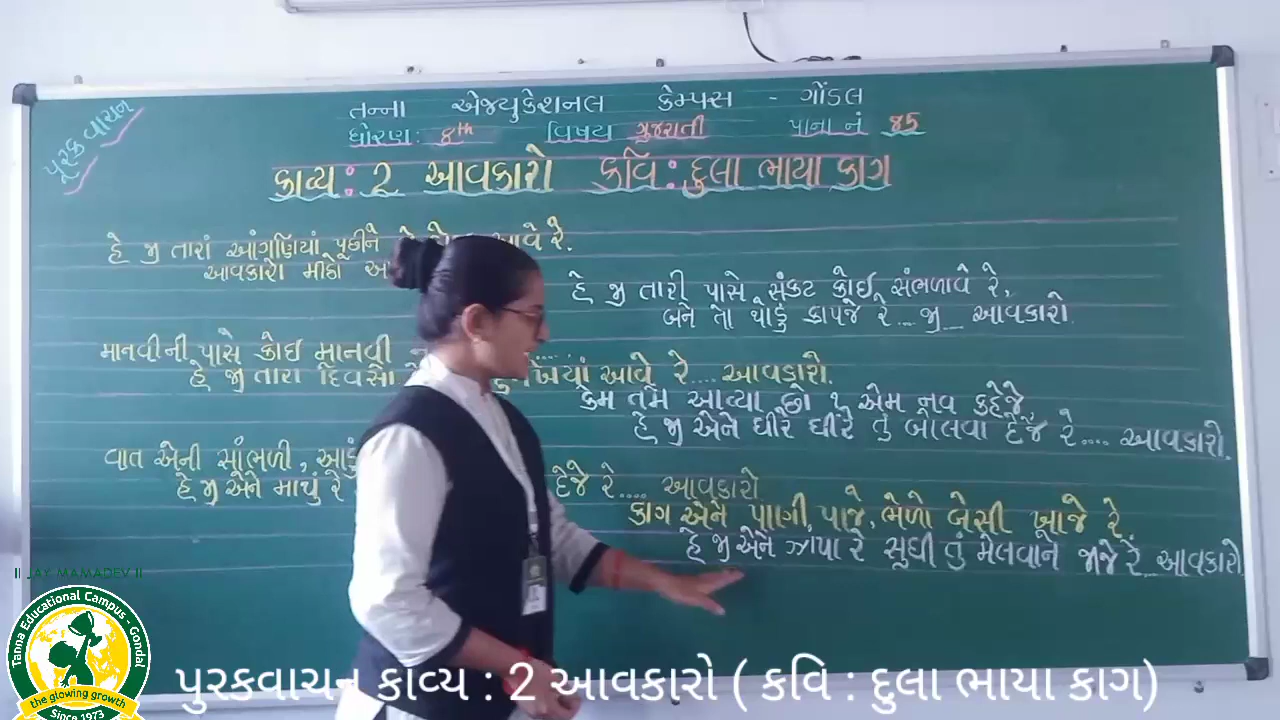 પૂરક વાચન
તન્ના એજ્યુકેશનલ કેમ્પસ - ગોંડલ
ધોરણ: ૪th વિષય ગુજરાતી પાના નં 85
કાવ્ય: 2 આવકારો કવિ: દુલા ભાયા કાગ
હે જી તારાં આંગણિયાં પૂછીને આવે રે.
આવકારો મીઠો
હે જી તારી પાસે સંકટ કોઈ સંભળાવે રે,
બને તો થોડું કાપજે રે... જી... આવકારો.
માનવીની પાસે કોઈ માનવી
હે જી તારા દિવસો આવે રે.... આવકારો.
કેમ તમે આવ્યા છો? એમ નવ કહેજે
હે જી એને ધીરે ધીરે તું બોલવા દેજે રે.... આવકારો.
વાત એની સાંભળી,
હે જી એને માથું રે દેજે રે.... આવકારો
કાગ એને પાણી પાજે, ભેળો બેસી ખાજે રે,
હે જી એને ઝાંપા રે સુધી તું મેલવાને જાજે રે... આવકારો
|| JAY MAMADEV ||
Tanna Educational Campus - Gondal
the glowing growth
Since 1973
પુરકવાચન કાવ્ય : 2 આવકારો ( કવિ : દુલા ભાયા કાગ)